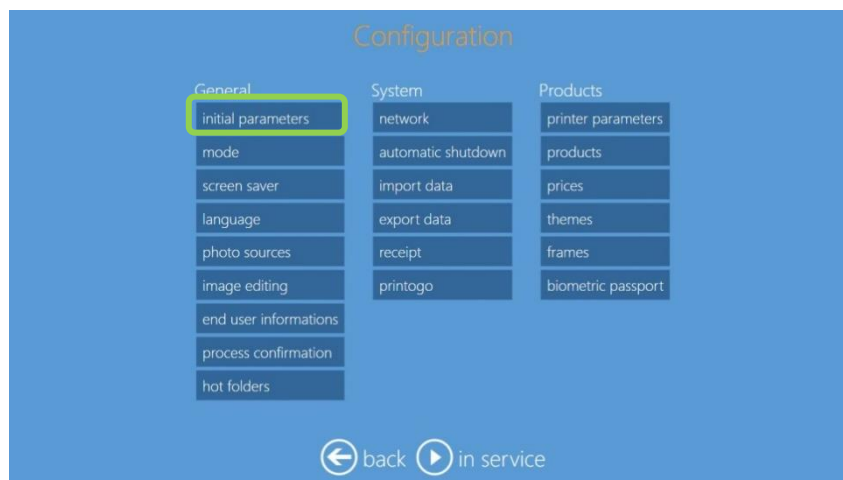 Configuration
General
initial parameters
mode
screen saver
language
photo sources
image editing
end user informations
process confirmation
hot folders
System
network
automatic shutdown
import data
export data
receipt
printogo
Products
printer parameters
products
prices
themes
frames
biometric passport
back in service